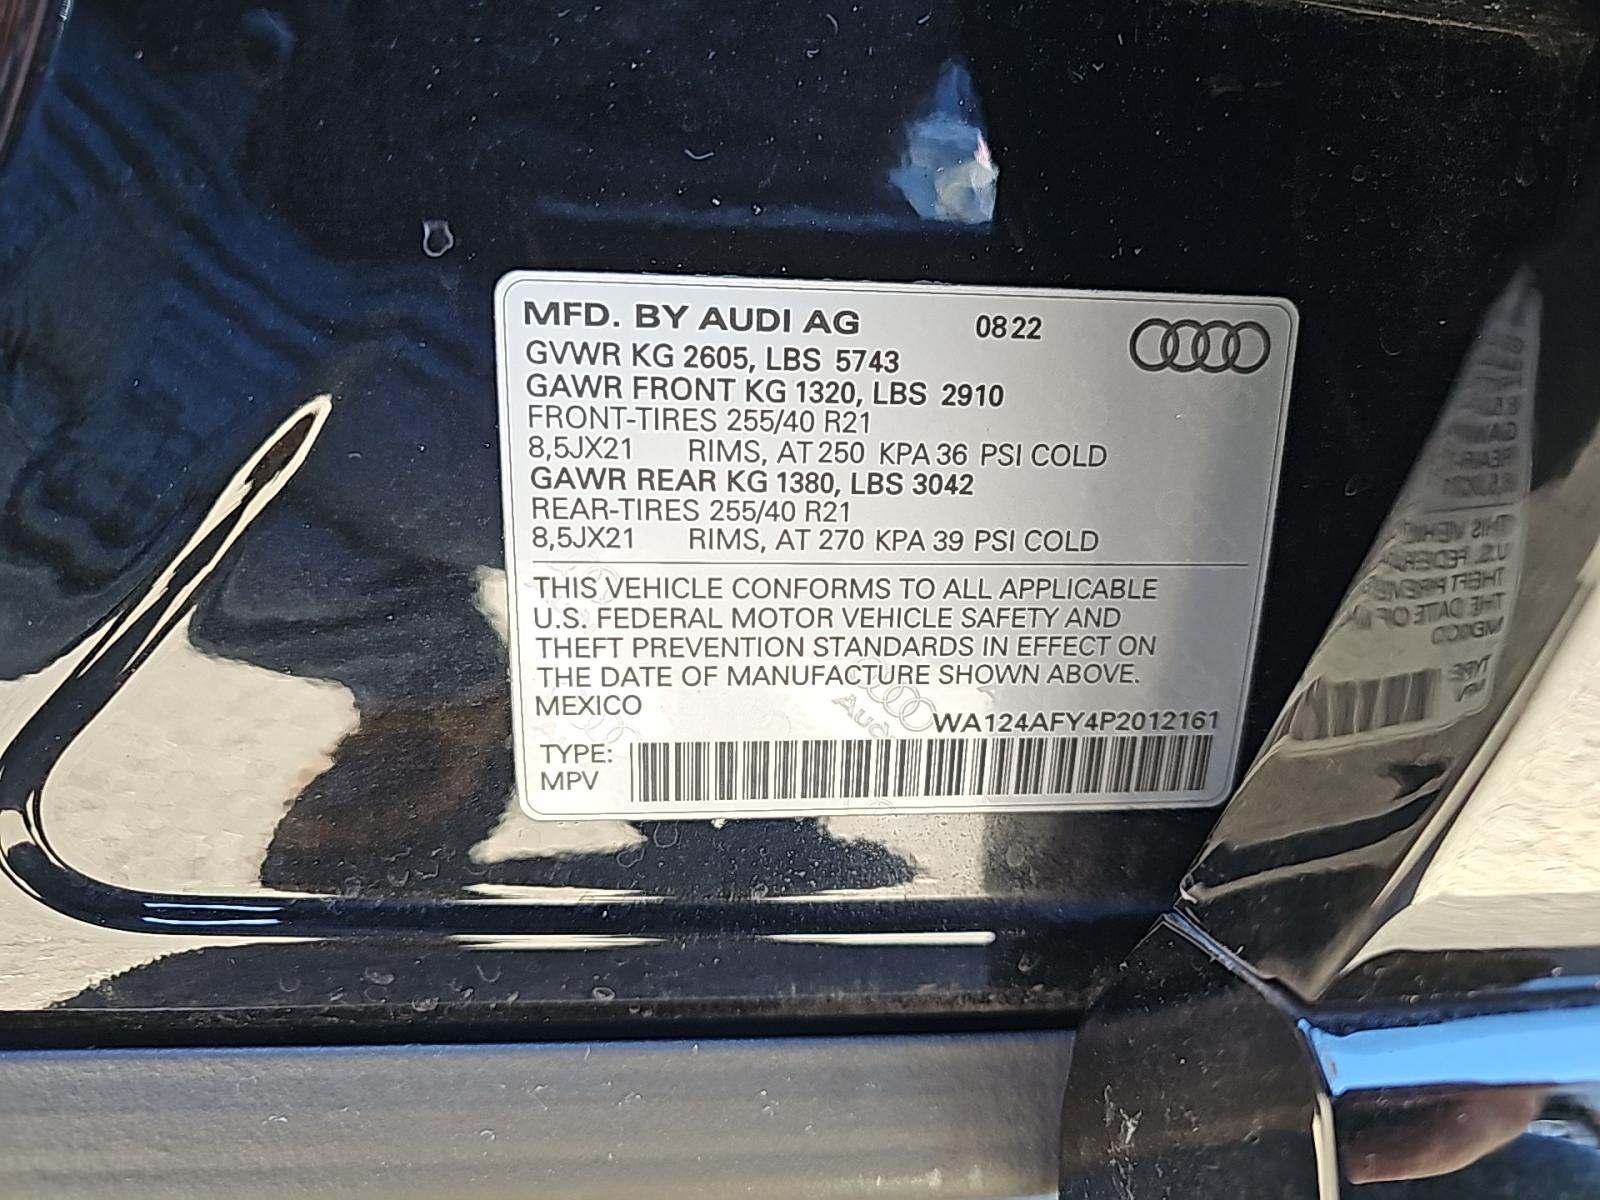 MFD. BY AUDI AG 0822
GVWR KG 2605, LBS 5743
GAWR FRONT KG 1320, LBS 2910
FRONT-TIRES 255/40 R21
8,5JX21 RIMS, AT 250 KPA 36 PSI COLD
GAWR REAR KG 1380, LBS 3042
REAR-TIRES 255/40 R21
8,5JX21 RIMS, AT 270 KPA 39 PSI COLD
THIS VEHICLE CONFORMS TO ALL APPLICABLE
U.S. FEDERAL MOTOR VEHICLE SAFETY AND
THEFT PREVENTION STANDARDS IN EFFECT ON
THE DATE OF MANUFACTURE SHOWN ABOVE.
MEXICO
Audi
WA124AFY4P2012161
TYPE:
MPV